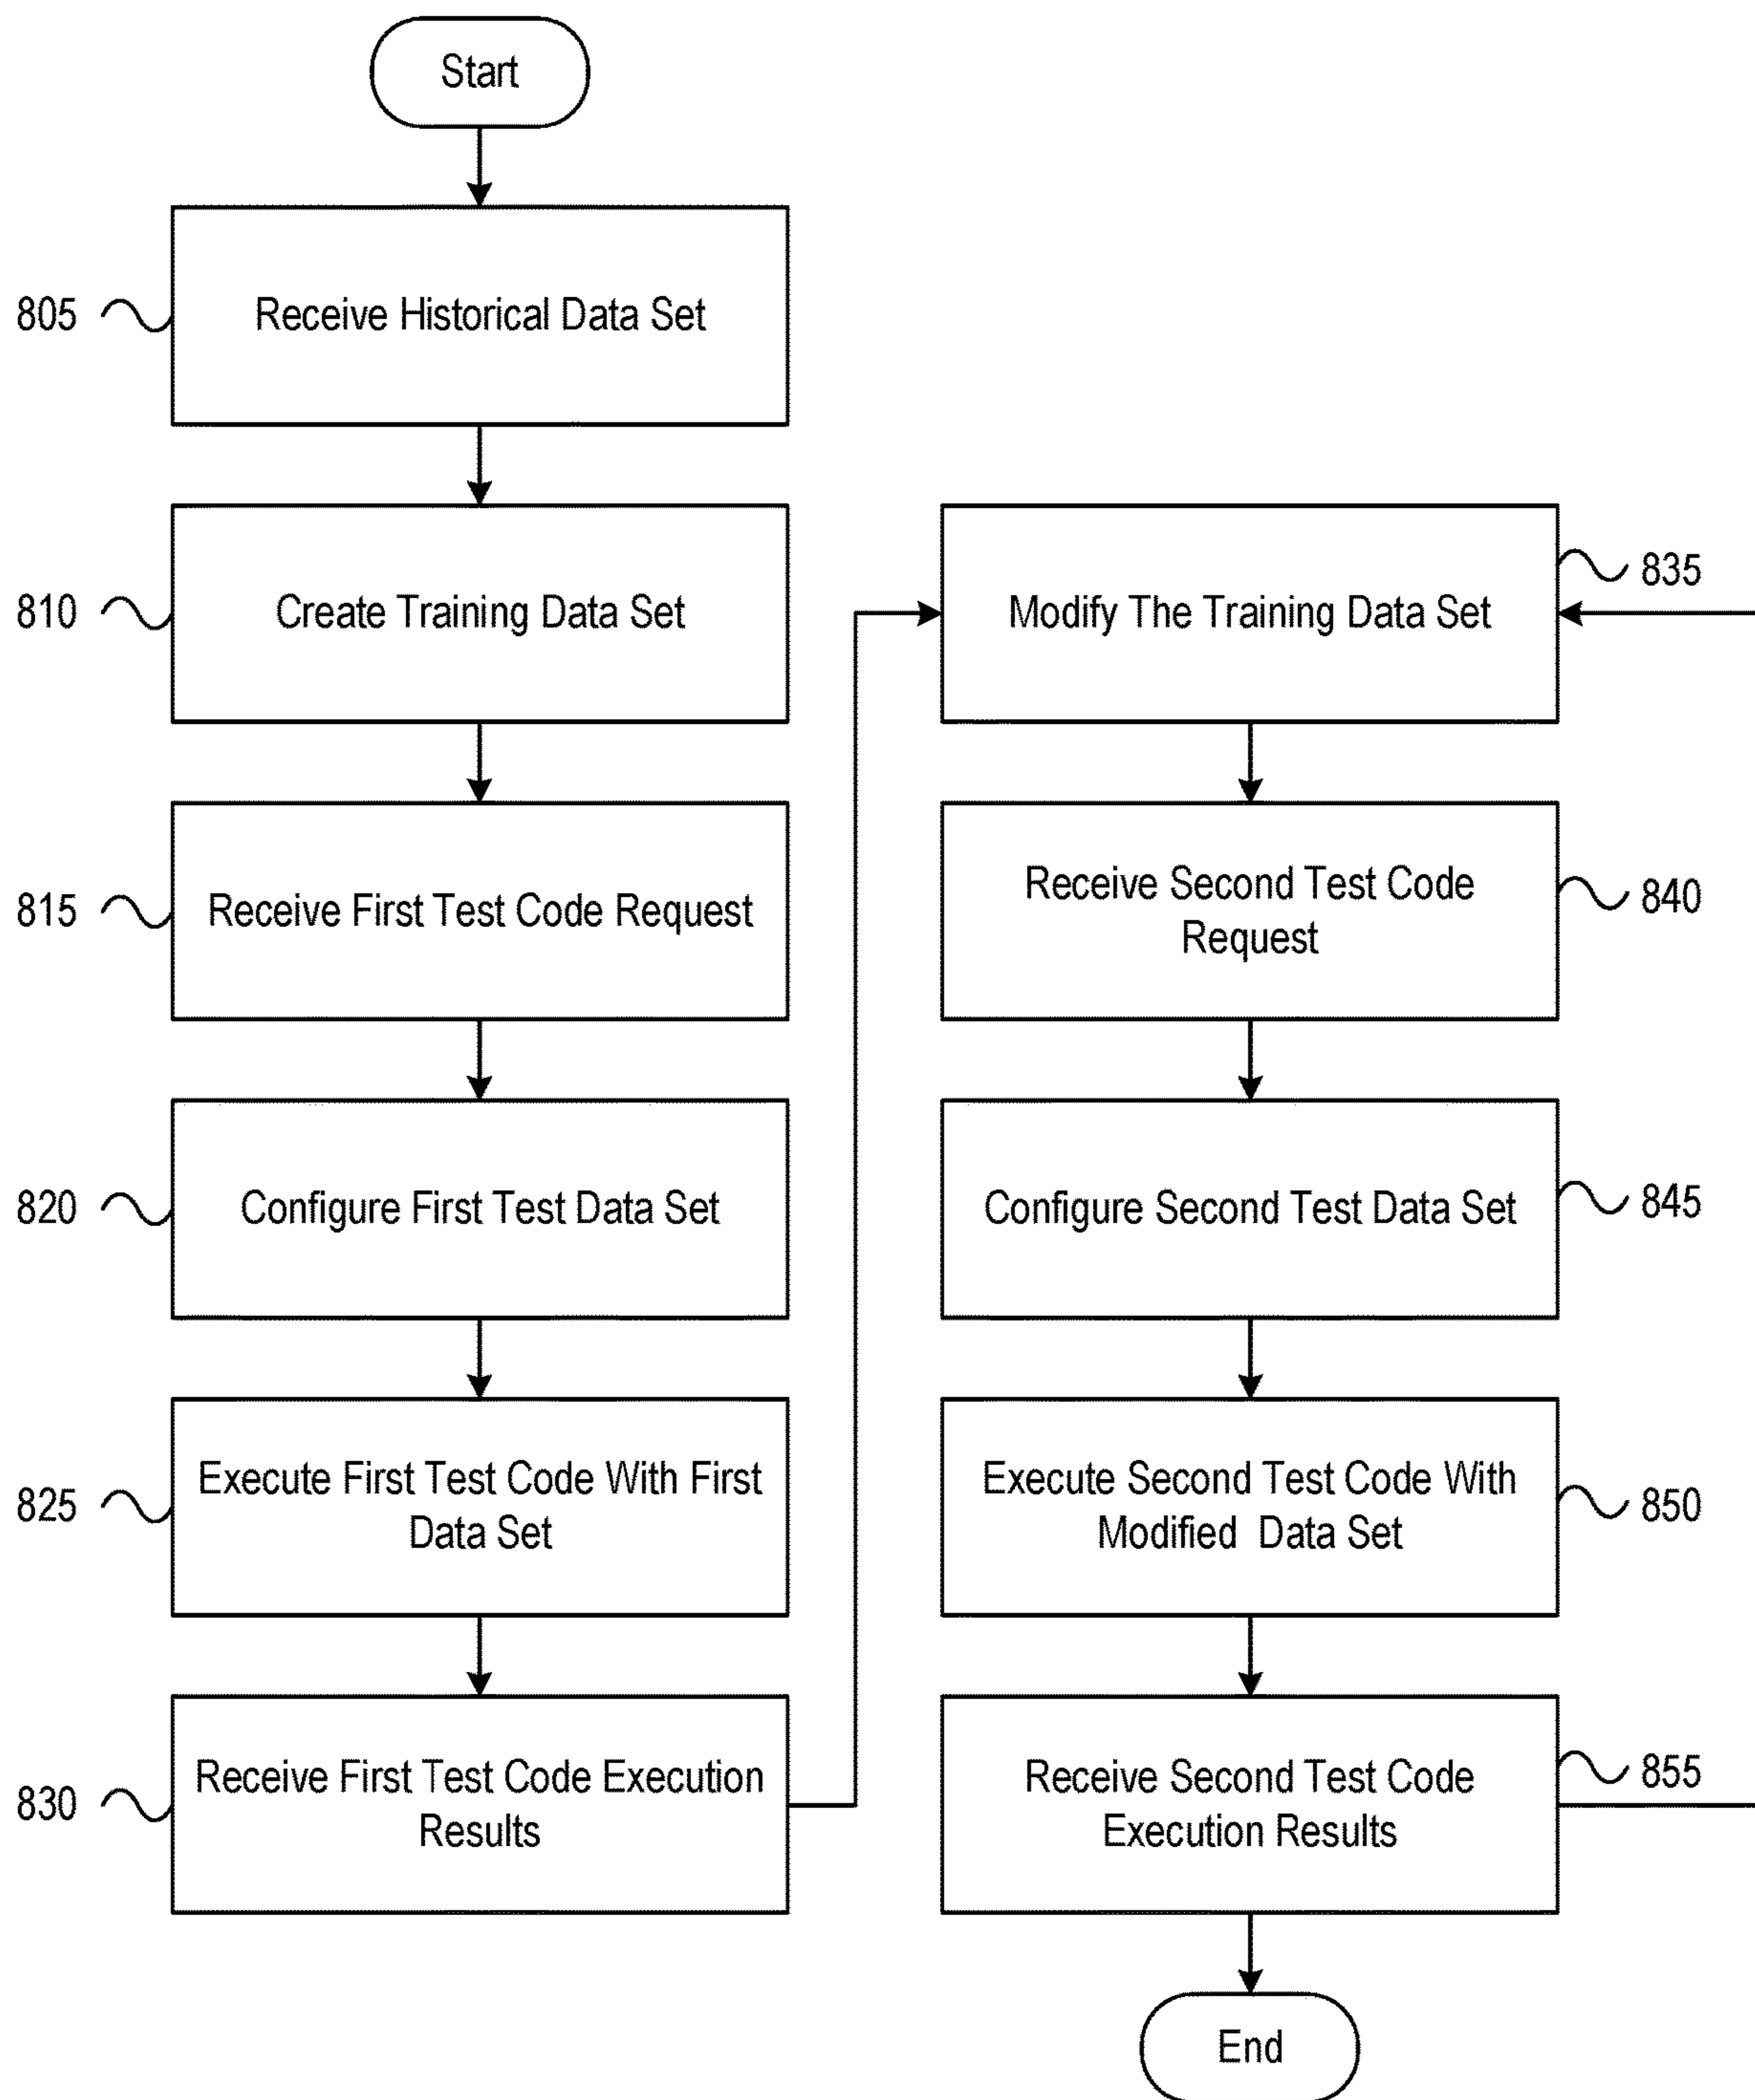 Start
805
Receive Historical Data Set
810
Create Training Data Set
815
Receive First Test Code Request
820
Configure First Test Data Set
825
Execute First Test Code With First
Data Set
830
Receive First Test Code Execution
Results
Modify The Training Data Set
835
Receive Second Test Code
Request
840
Configure Second Test Data Set
845
Execute Second Test Code With
Modified Data Set
850
Receive Second Test Code
Execution Results
855
End